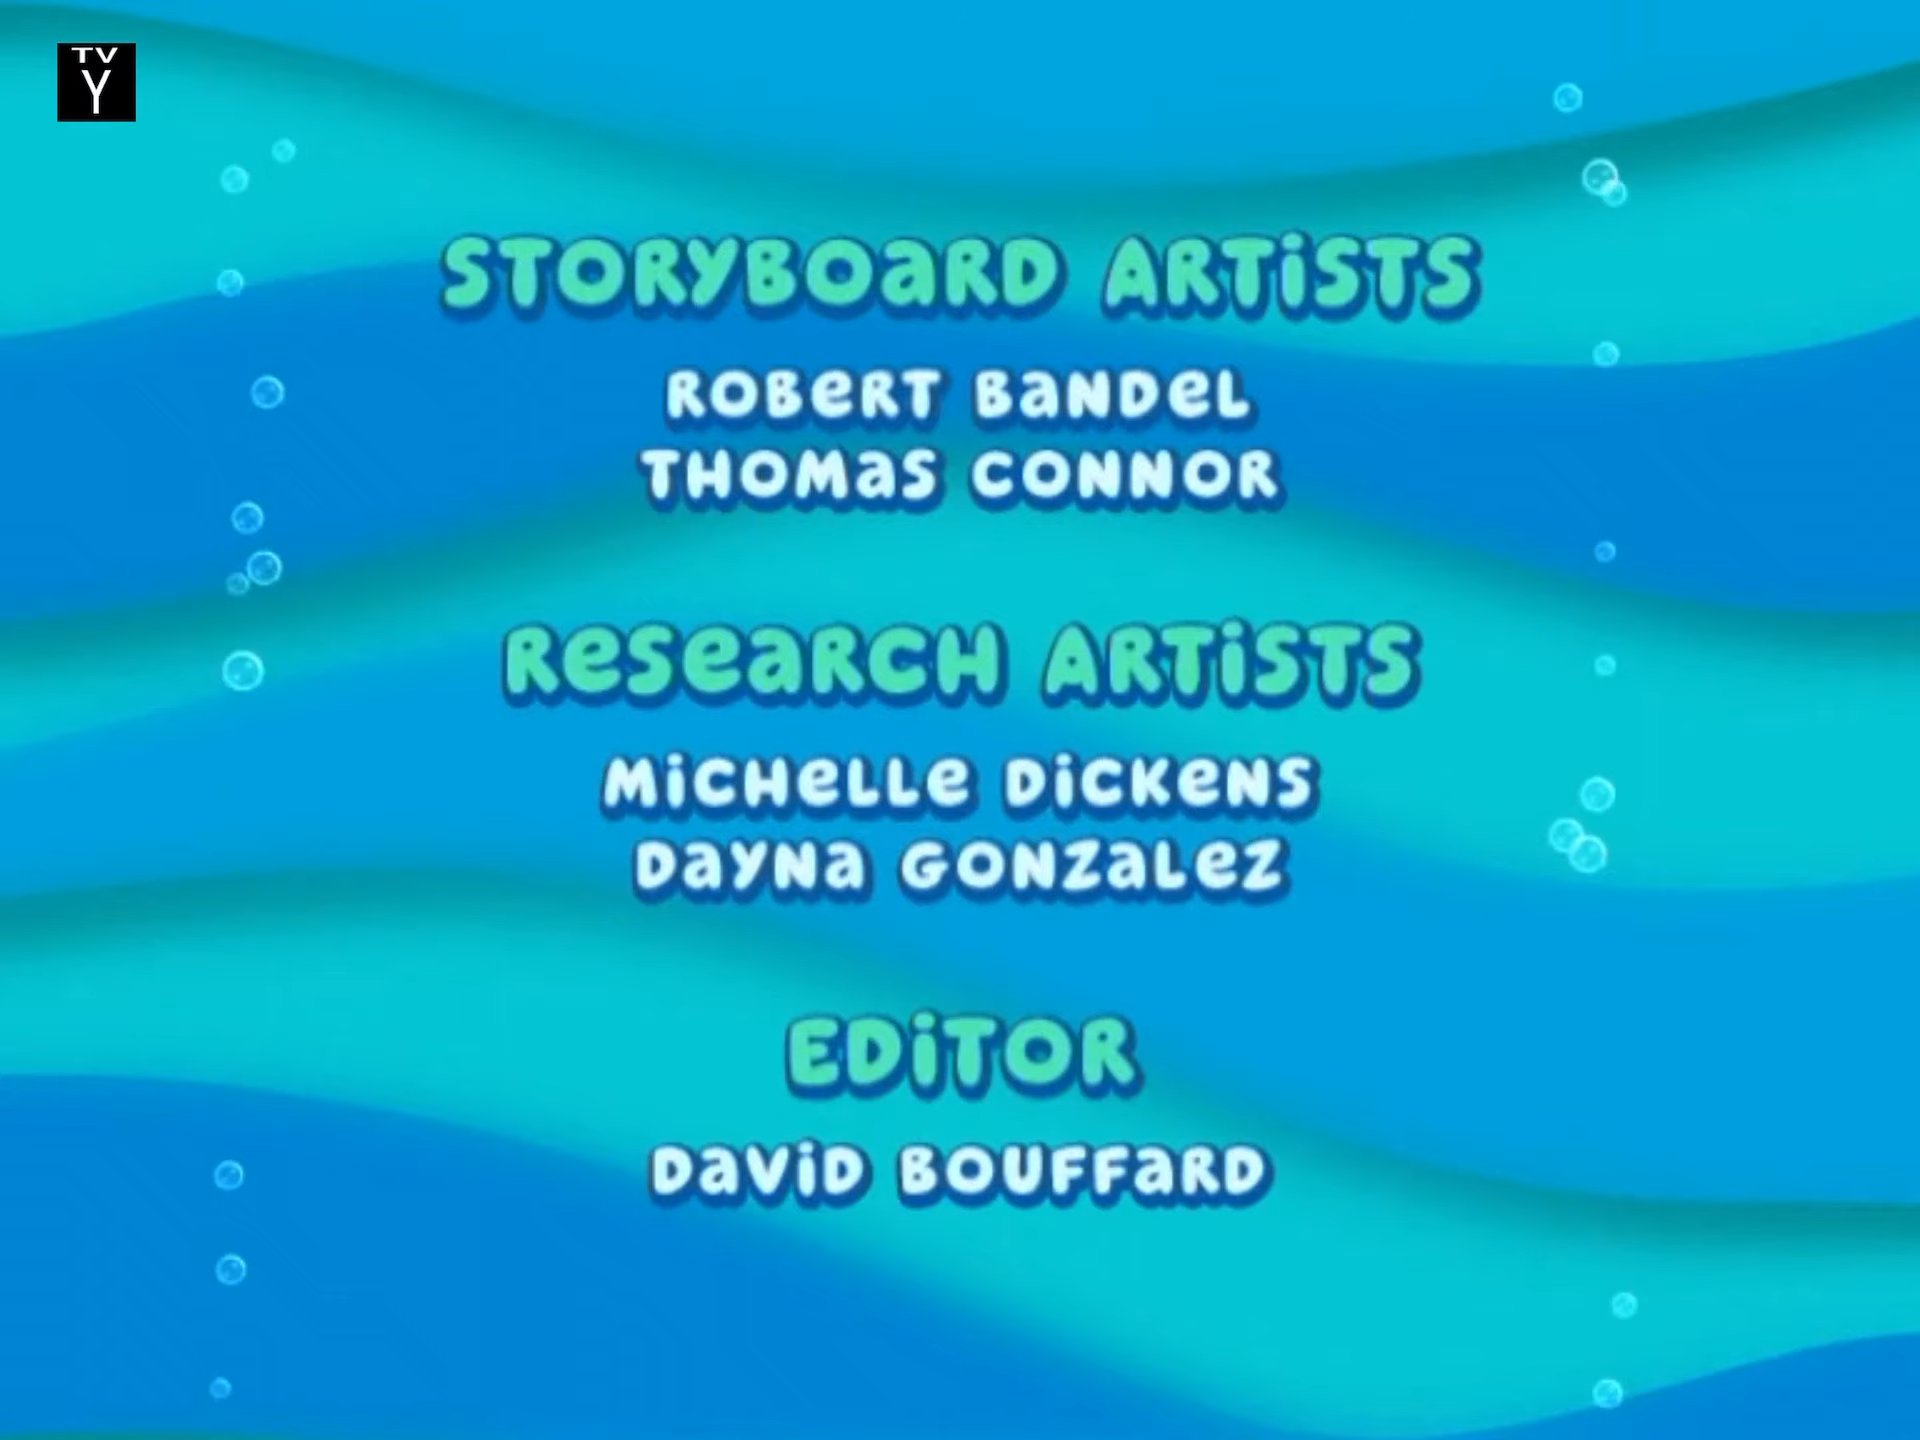 TV
Y
STORYBOARD ARTISTS
ROBERT BANDEL
THOMAS CONNOR
RESEARCH ARTISTS
MICHELLE DICKENS
DAYNA GONZALEZ
EDITOR
DAVID BOUFFARD